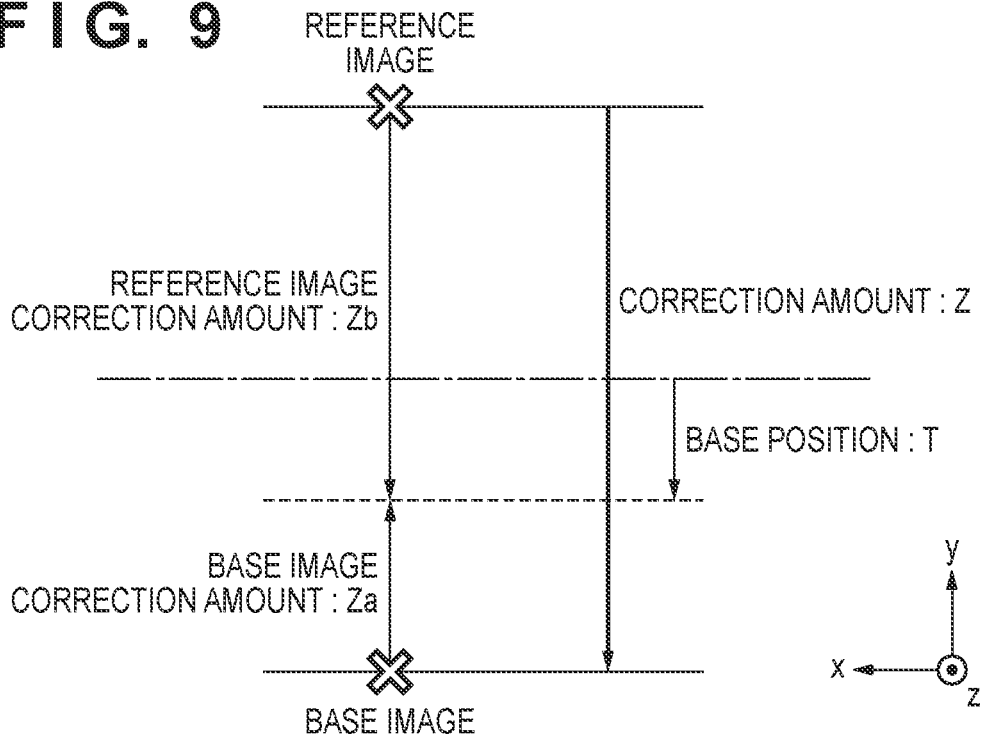 FIG. 9
REFERENCE
IMAGE
REFERENCE IMAGE
CORRECTION AMOUNT : Zb
CORRECTION AMOUNT : Z
BASE POSITION : T
BASE IMAGE
CORRECTION AMOUNT : Za
y
x
z
BASE IMAGE